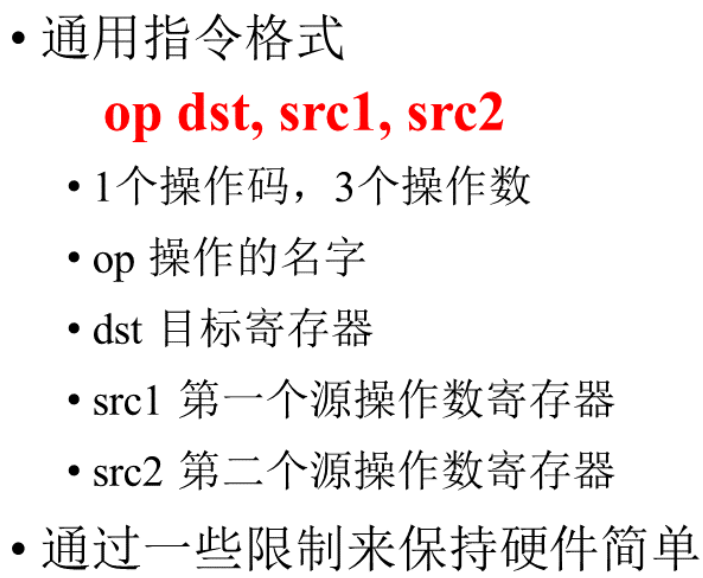 • 通用指令格式
op dst, src1, src2
• 1个操作码，3个操作数
• op 操作的名字
• dst 目标寄存器
• src1 第一个源操作数寄存器
• src2 第二个源操作数寄存器
• 通过一些限制来保持硬件简单